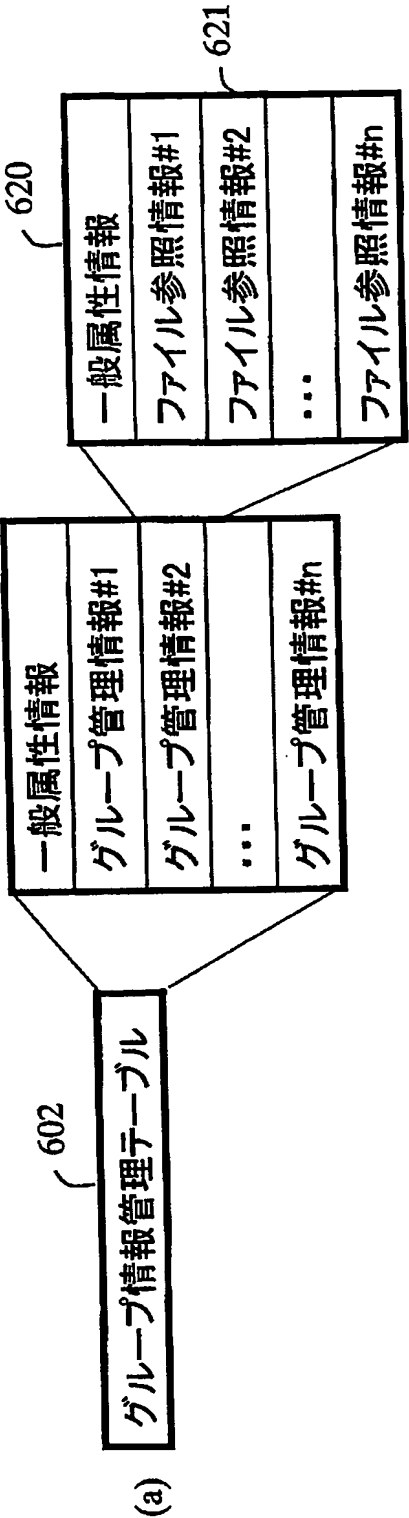 (a)
602
グループ情報管理テーブル
一般属性情報
グループ管理情報#1
グループ管理情報#2
...
グループ管理情報#n
620
一般属性情報
ファイル参照情報#1
ファイル参照情報#2
621
...
ファイル参照情報#n